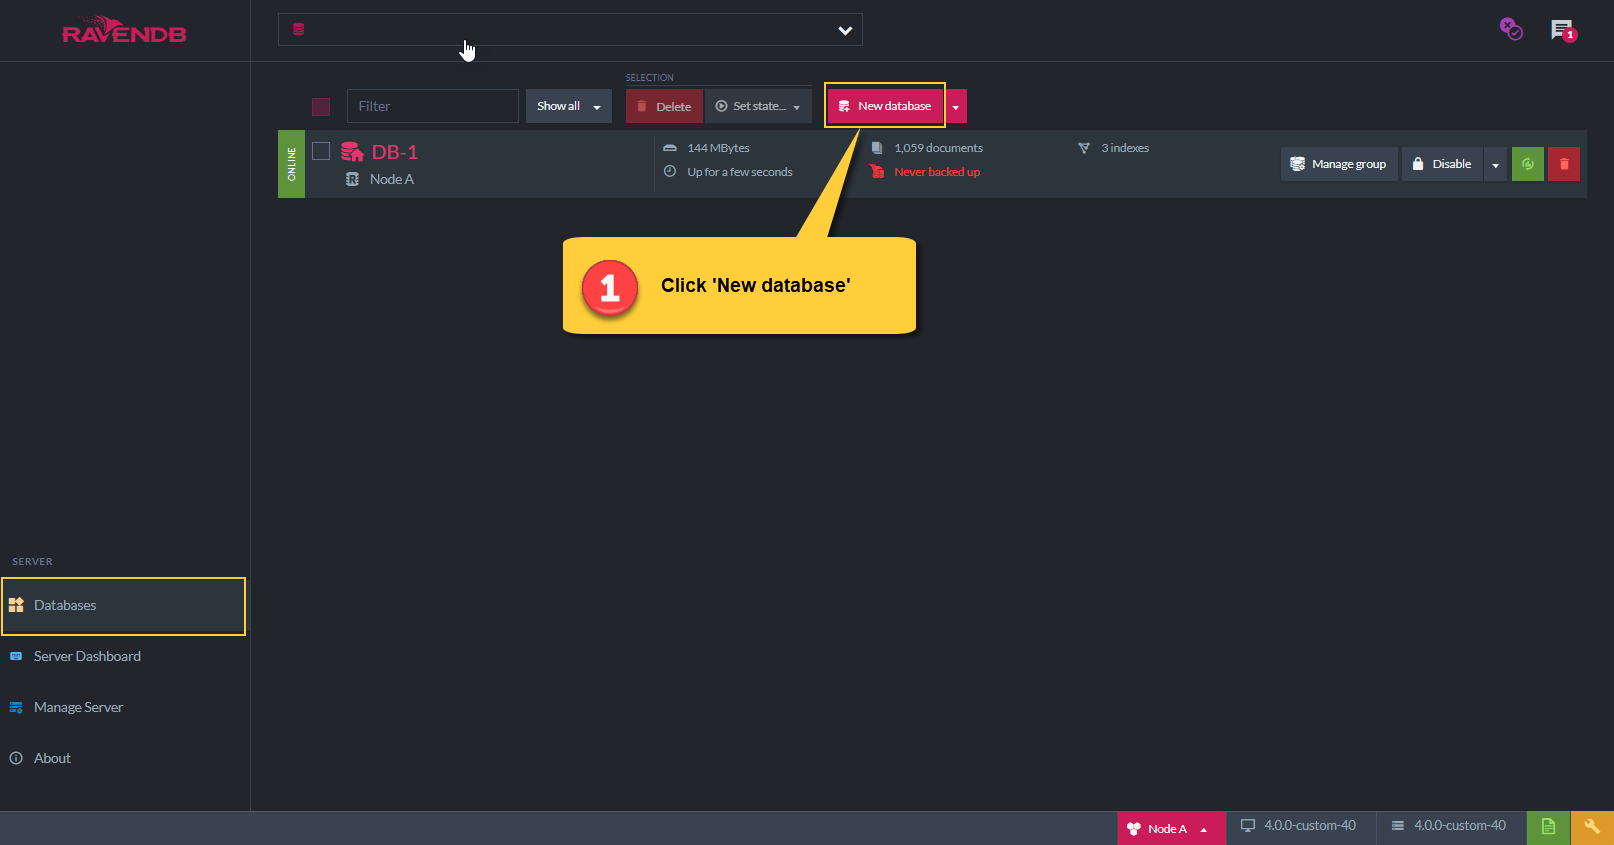 RAVENDB
1
SELECTION
Filter
Show all
Delete
Set state...
New database
ONLINE
DB-1
144 MBytes
1,059 documents
3 indexes
Manage group
Disable
R Node A
Up for a few seconds
Never backed up
1 Click 'New database'
SERVER
Databases
Server Dashboard
Manage Server
About
Node A
4.0.0-custom-40
4.0.0-custom-40